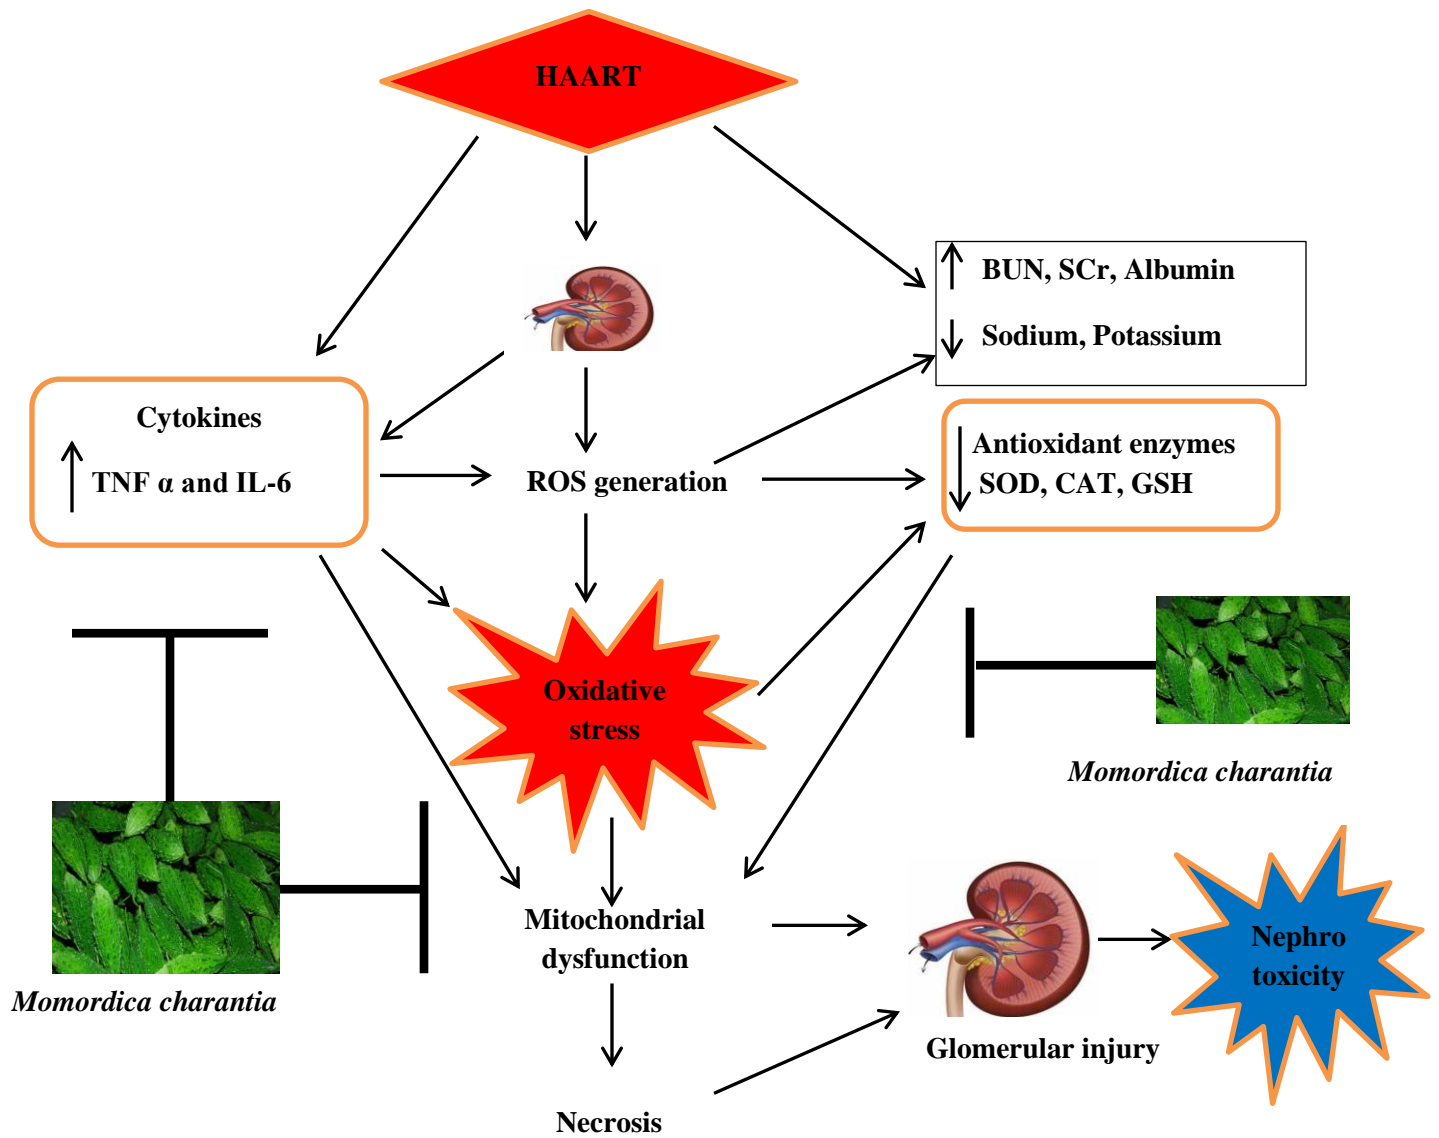 HAART
BUN, SCr, Albumin
Sodium, Potassium
Cytokines
TNF α and IL-6
ROS generation
Antioxidant enzymes
SOD, CAT, GSH
Oxidative
stress
Momordica charantia
Mitochondrial
dysfunction
Nephro
toxicity
Momordica charantia
Glomerular injury
Necrosis